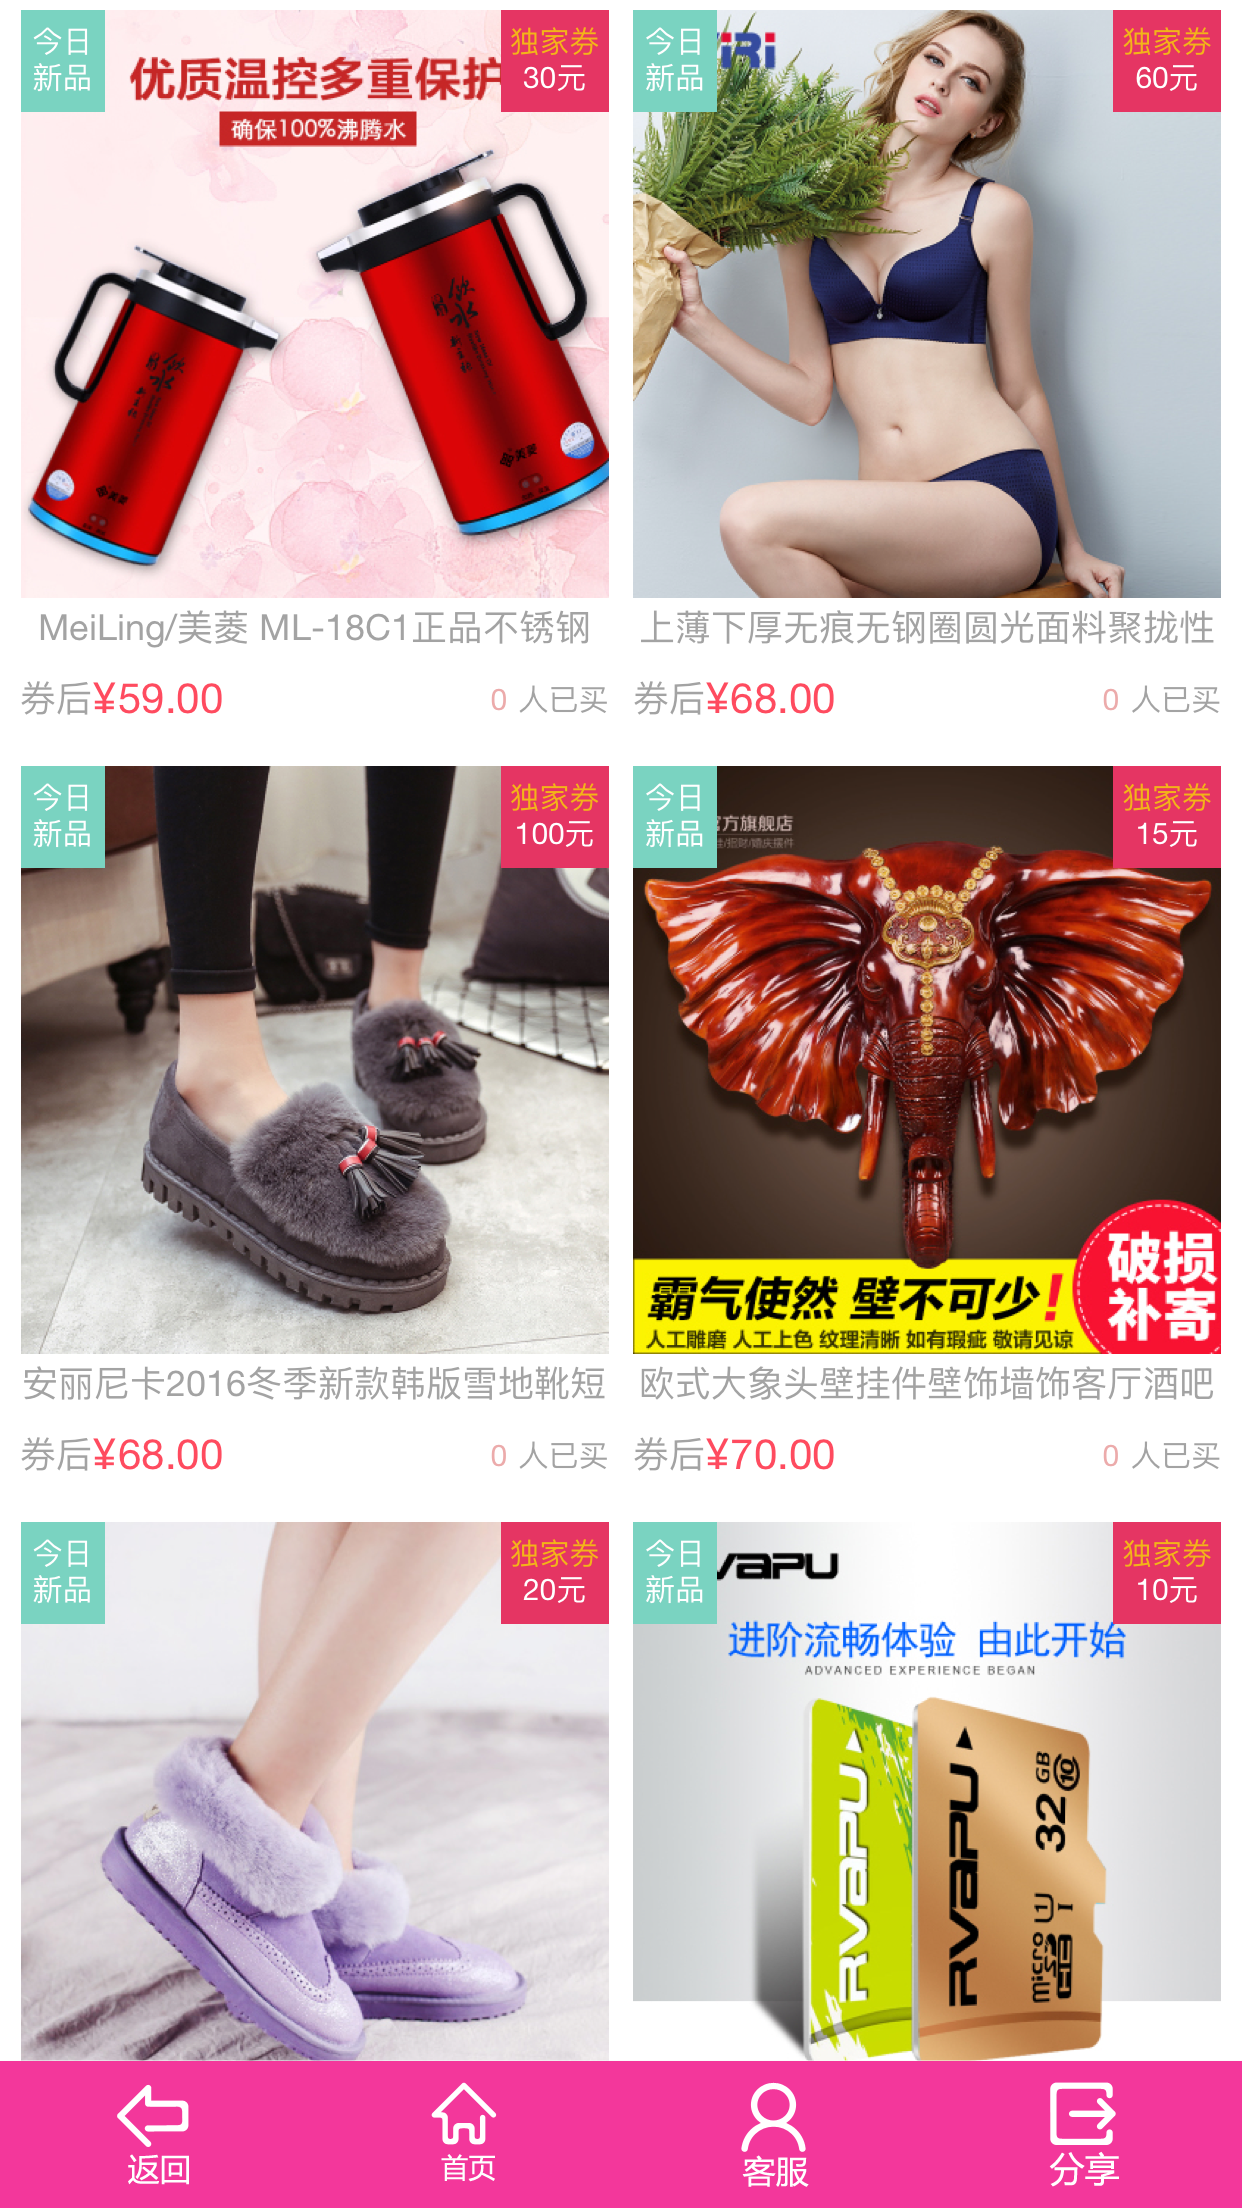 今日
新品
优质温控多重保护
独家券
30元
确保100%沸腾水
饮水
美菱
美菱
今日
新品
独家券
60元
MeiLing/美菱 ML-18C1正品不锈钢
券后¥59.00
0 人已买
上薄下厚无痕无钢圈圆光面料聚拢性
券后¥68.00
0 人已买
今日
新品
独家券
100元
今日
新品
官方旗舰店
独家券
15元
霸气使然 壁不可少!
人工雕磨 人工上色 纹理清晰 如有瑕疵 敬请见谅
破损
补寄
安丽尼卡2016冬季新款韩版雪地靴短
券后¥68.00
0 人已买
欧式大象头壁挂件壁饰墙饰客厅酒吧
券后¥70.00
0 人已买
今日
新品
独家券
20元
今日
新品
独家券
10元
进阶流畅体验 由此开始
ADVANCED EXPERIENCE BEGAN
RVAPU
RVAPU
32GB
10
micro SD HC I
返回
首页
客服
分享